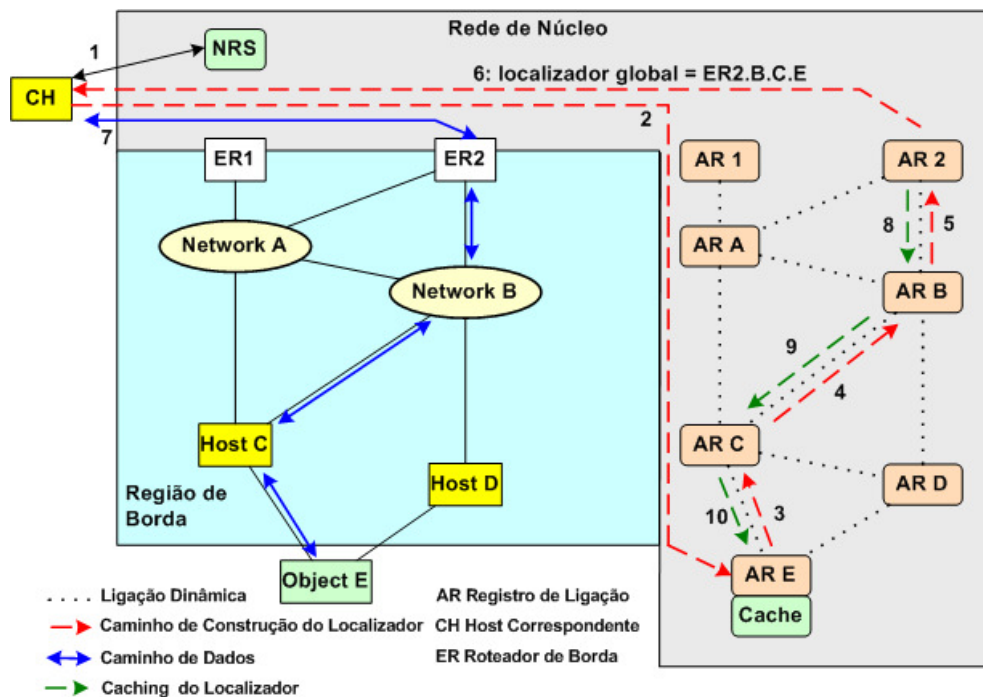 Rede de Núcleo
1
NRS
6: localizador global = ER2.B.C.E
CH
2
7
ER1
ER2
AR 1
AR 2
8
5
Network A
AR A
Network B
AR B
9
4
Host C
AR C
Host D
AR D
Região de
Borda
10
3
Object E
AR E
Cache
Ligação Dinâmica
AR Registro de Ligação
Caminho de Construção do Localizador
CH Host Correspondente
Caminho de Dados
ER Roteador de Borda
Caching do Localizador